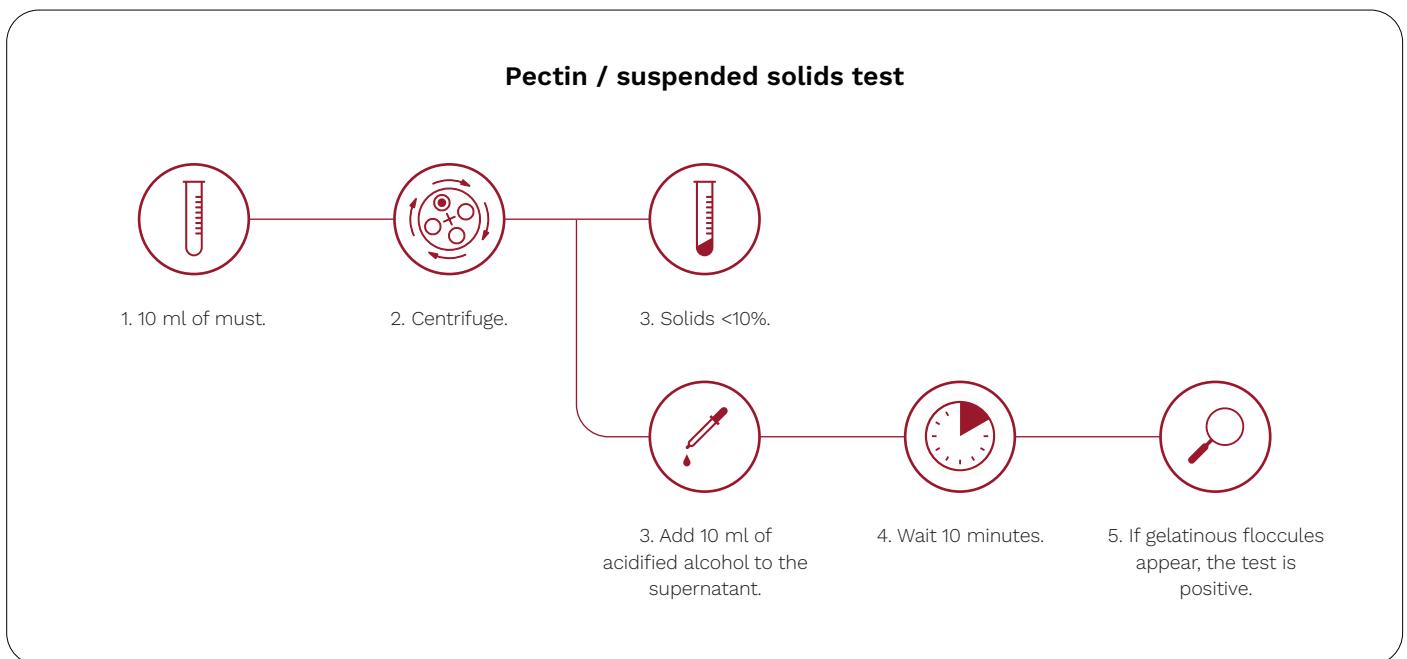 Pectin / suspended solids test
1. 10 ml of must.
2. Centrifuge.
3. Solids <10%.
3. Add 10 ml of
acidified alcohol to the
supernatant.
4. Wait 10 minutes.
5. If gelatinous floccules
appear, the test is
positive.